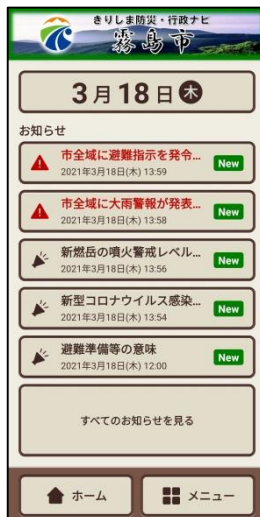 きりしま防災・行政ナビ
霧島市
3月18日木
お知らせ
市全域に避難指示を発令...
2021年3月18日(木) 13:59
New
市全域に大雨警報が発表...
2021年3月18日(木) 13:58
New
新燃岳の噴火警戒レベル...
2021年3月18日(木) 13:56
New
新型コロナウイルス感染...
2021年3月18日(木) 13:54
New
避難準備等の意味
2021年3月18日(木) 12:00
New
すべてのお知らせを見る
ホーム
メニュー